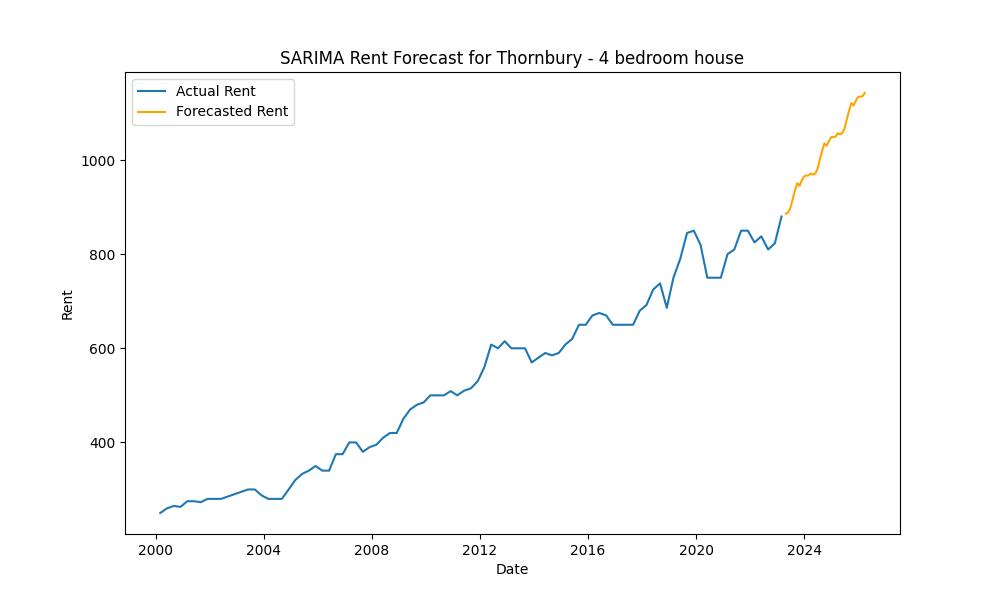 SARIMA Rent Forecast for Thornbury - 4 bedroom house
Actual Rent
Forecasted Rent
1000
800
600
400
Rent
2000 2004 2008 2012 2016 2020 2024
Date